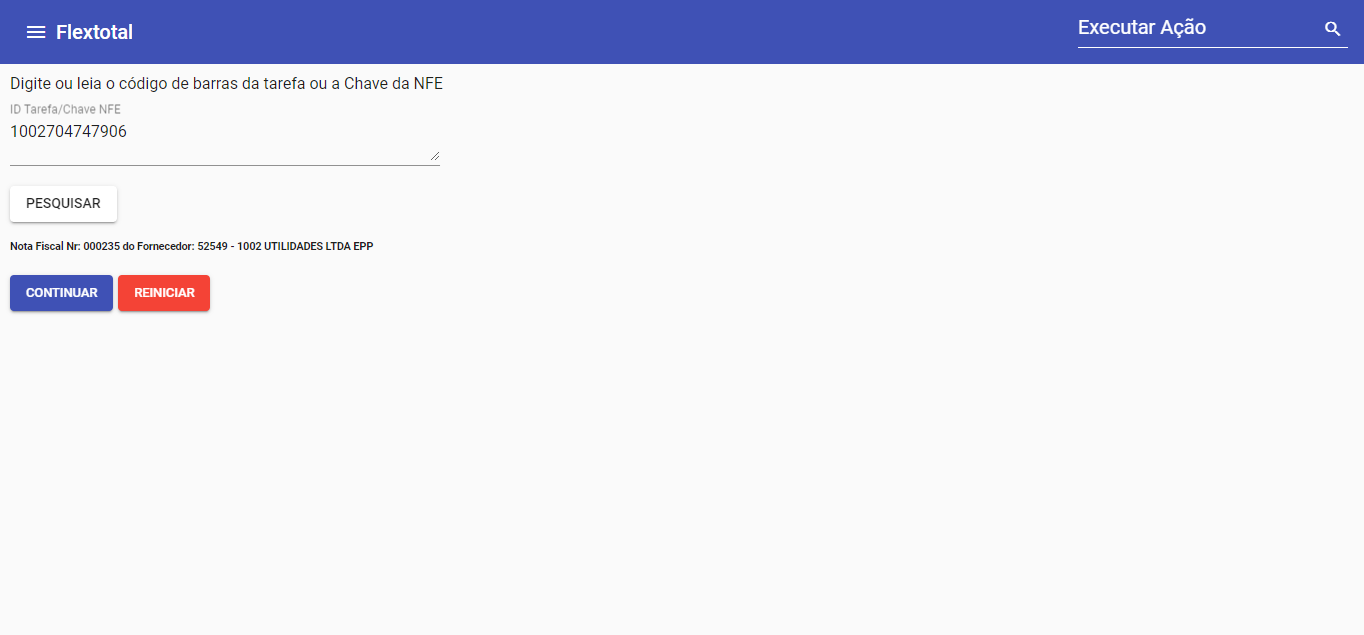 Flextotal
Executar Ação
Digite ou leia o código de barras da tarefa ou a Chave da NFE
ID Tarefa/Chave NFE
1002704747906
PESQUISAR
Nota Fiscal Nr: 000235 do Fornecedor: 52549 - 1002 UTILIDADES LTDA EPP
CONTINUAR
REINICIAR